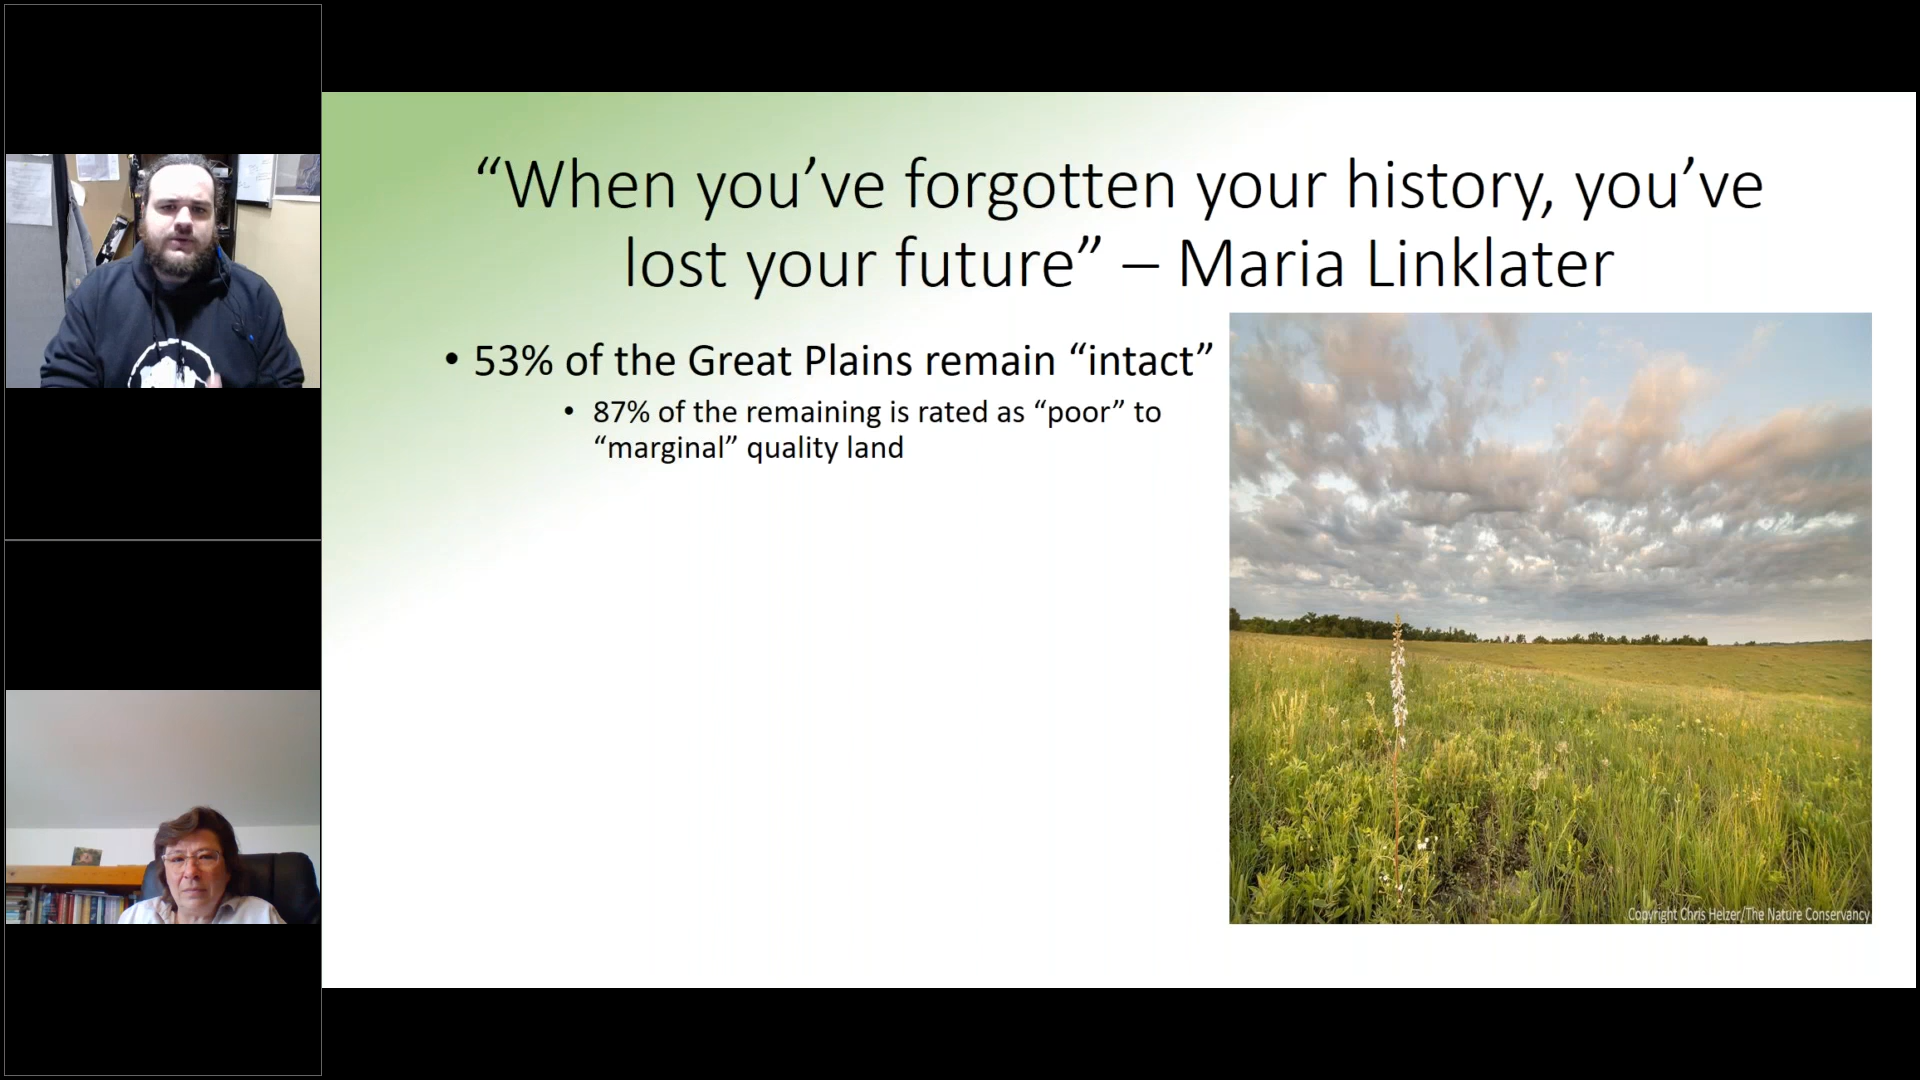 “When you’ve forgotten your history, you’ve
lost your future” – Maria Linklater
• 53% of the Great Plains remain “intact”
• 87% of the remaining is rated as “poor” to
“marginal” quality land
Copyright Chris Helzer/The Nature Conservancy